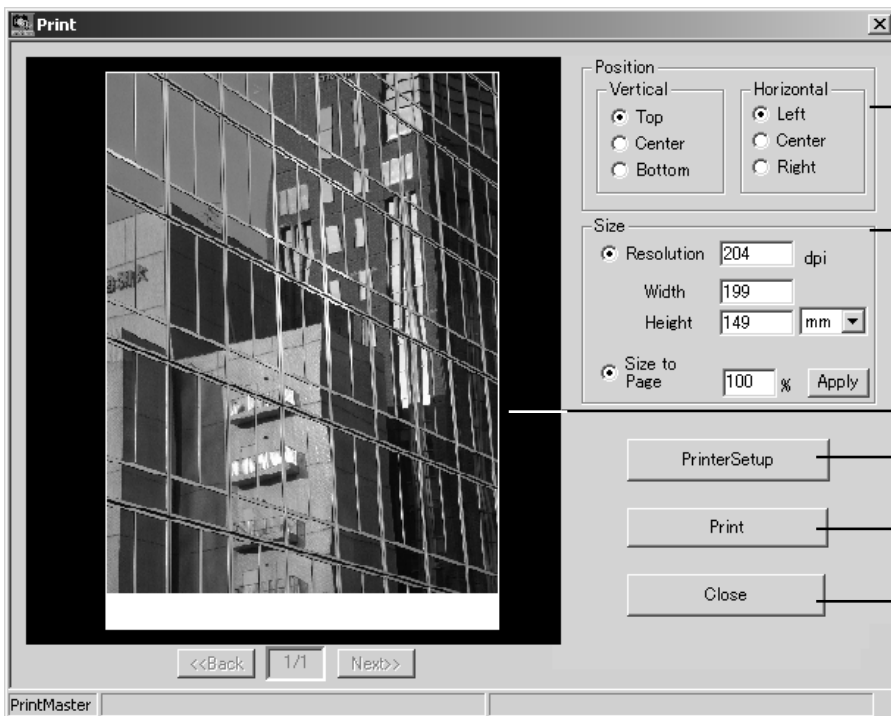 Print
Position
Vertical
Top
Center
Bottom
Horizontal
Left
Center
Right
Size
Resolution 204 dpi
Width 199
Height 149 mm
Size to
Page 100 % Apply
PrinterSetup
Print
Close
<<Back 1/1 Next>>
PrintMaster